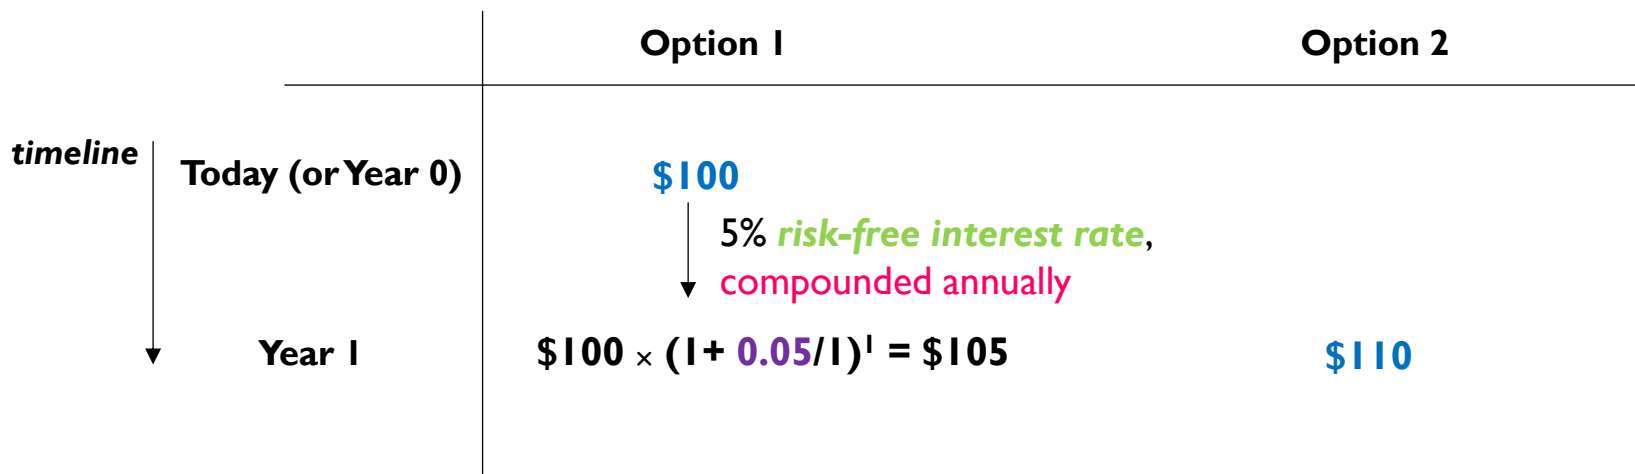 Option 1 Option 2
timeline
Today (or Year 0) $100
5% risk-free interest rate,
compounded annually
Year 1 $100 × (1+ 0.05/1)¹ = $105 $110